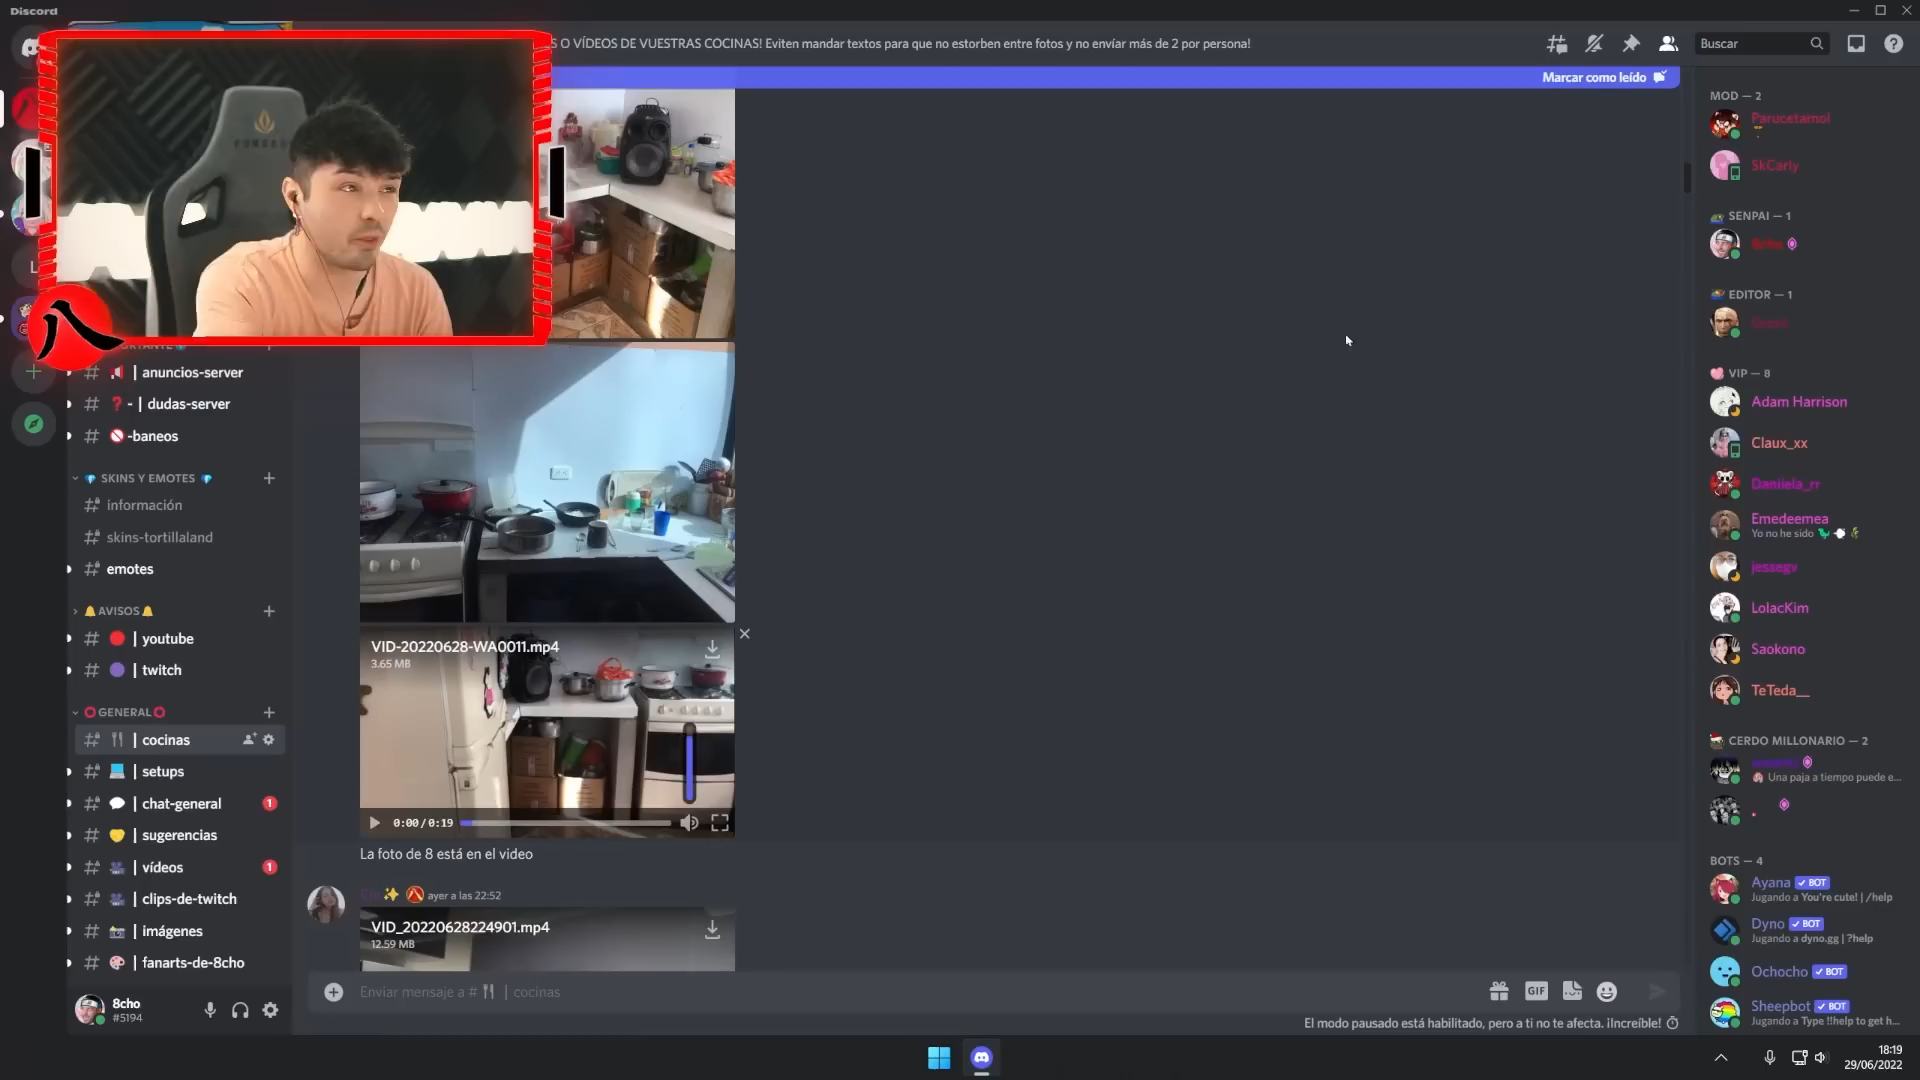 Discord
S O VÍDEOS DE VUESTRAS COCINAS! Eviten mandar textos para que no estorben entre fotos y no envíar más de 2 por persona!
Buscar
Marcar como leído
anuncios-server
- | dudas-server
-baneos
SKINS Y EMOTES
información
skins-tortillaland
emotes
AVISOS
| youtube
| twitch
GENERAL
| cocinas
| setups
| chat-general 1
| sugerencias
| vídeos 1
| clips-de-twitch
| imágenes
| fanarts-de-8cho
8cho
#5194
VID-20220628-WA0011.mp4
3.65 MB
0:00/0:19
La foto de 8 está en el video
ayer a las 22:52
VID_20220628224901.mp4
12.59 MB
Enviar mensaje a # | cocinas
GIF
El modo pausado está habilitado, pero a ti no te afecta. ¡Increíble!
MOD — 2
Parucetamol
SkCarly
SENPAI — 1
8cho
EDITOR — 1
VIP — 8
Adam Harrison
Claux_xx
Daniiela_rr
Emedeemea
Yo no he sido
jessegv
LolacKim
Saokono
TeTeda__
CERDO MILLONARIO — 2
Una paja a tiempo puede e...
BOTS — 4
Ayana BOT
Jugando a You're cute! | /help
Dyno BOT
Jugando a dyno.gg | ?help
Ochocho BOT
Sheepbot BOT
Jugando a Type !!help to get h...
18:19
29/06/2022